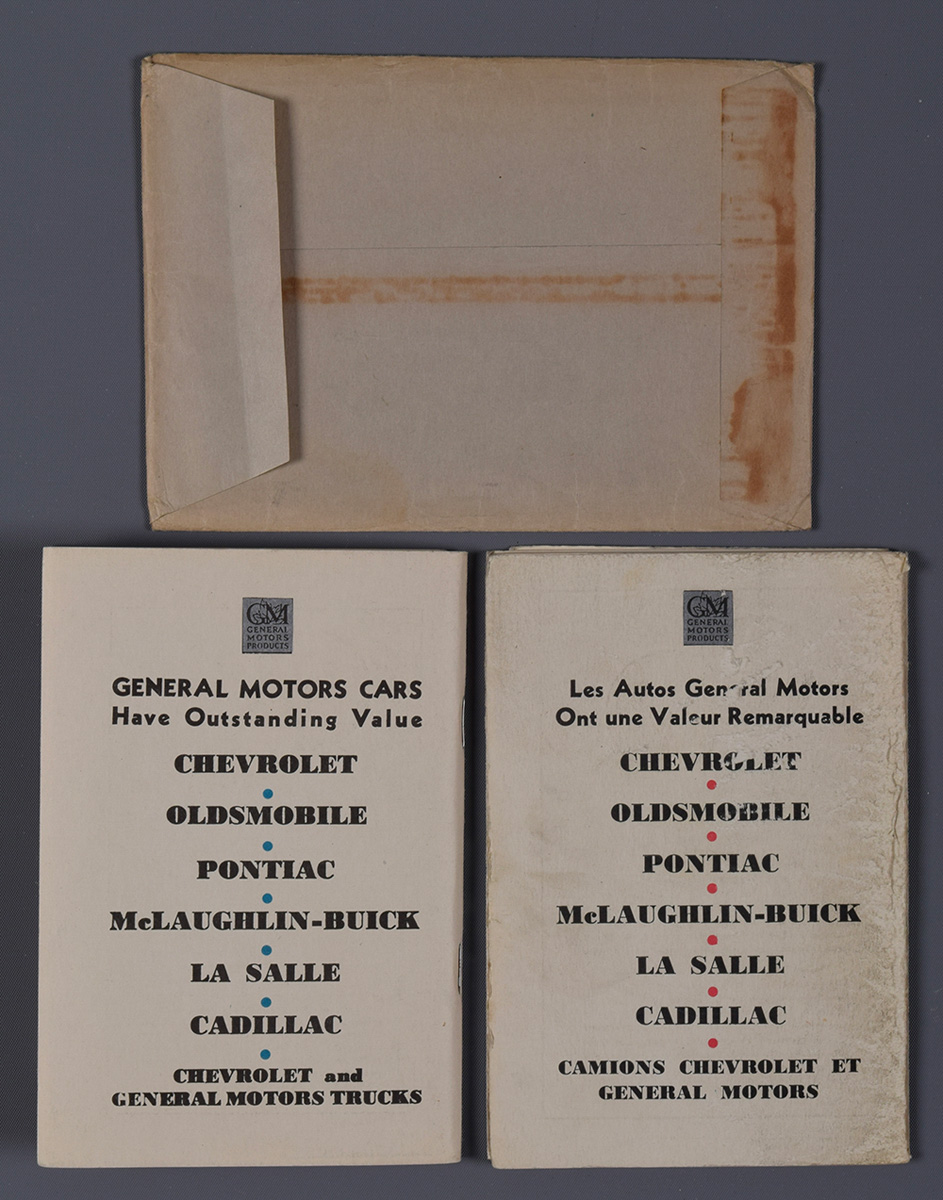 GM
GENERAL
MOTORS
PRODUCTS
GENERAL MOTORS CARS
Have Outstanding Value
CHEVROLET
OLDSMOBILE
PONTIAC
McLAUGHLIN-BUICK
LA SALLE
CADILLAC
CHEVROLET and
GENERAL MOTORS TRUCKS
GM
GENERAL
MOTORS
PRODUCTS
Les Autos General Motors
Ont une Valeur Remarquable
CHEVROLET
OLDSMOBILE
PONTIAC
McLAUGHLIN-BUICK
LA SALLE
CADILLAC
CAMIONS CHEVROLET ET
GENERAL MOTORS